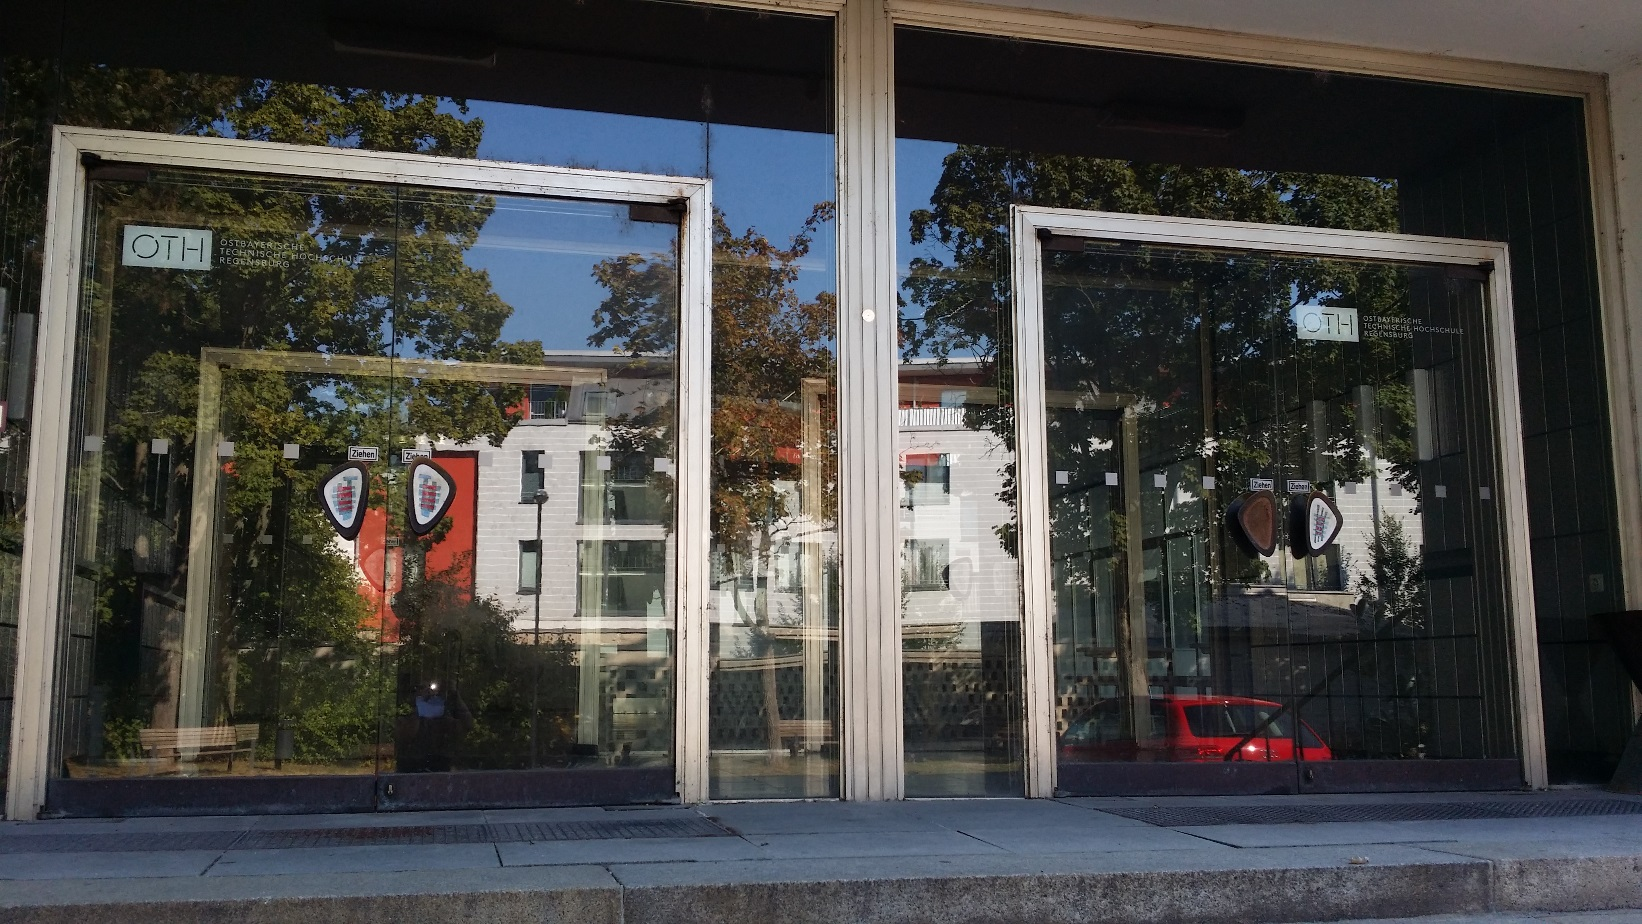 OTH
OSTBAYERISCHE
TECHNISCHE HOCHSCHULE
REGENSBURG
Ziehen
Ziehen
OTH
OSTBAYERISCHE
TECHNISCHE HOCHSCHULE
REGENSBURG
Ziehen
Ziehen